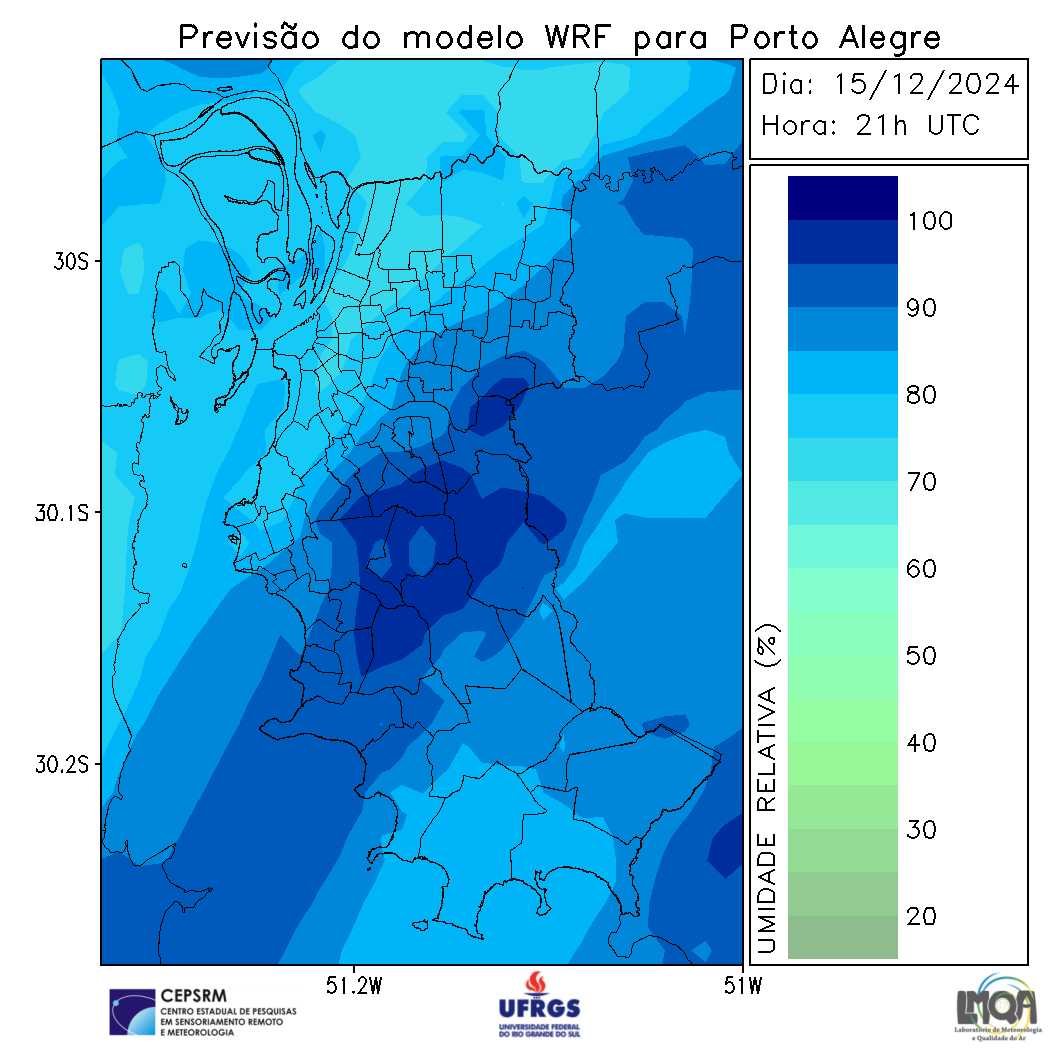 Previsão do modelo WRF para Porto Alegre
Dia: 15/12/2024
Hora: 21h UTC
30S
30.1S
30.2S
51.2W
51W
100
90
80
70
60
50
40
30
20
UMIDADE RELATIVA (%)
CEPSRM
CENTRO ESTADUAL DE PESQUISAS
EM SENSORIAMENTO REMOTO
E METEOROLOGIA
UFRGS
UNIVERSIDADE FEDERAL
DO RIO GRANDE DO SUL
LMQA
Laboratório de Meteorologia
e Qualidade do Ar